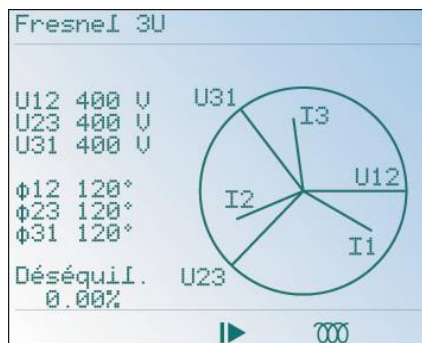 Fresnel 3U
U12 400 V
U23 400 V
U31 400 V
φ12 120°
φ23 120°
φ31 120°
Déséquil.
0.00%
U31
I3
U12
I2
I1
U23